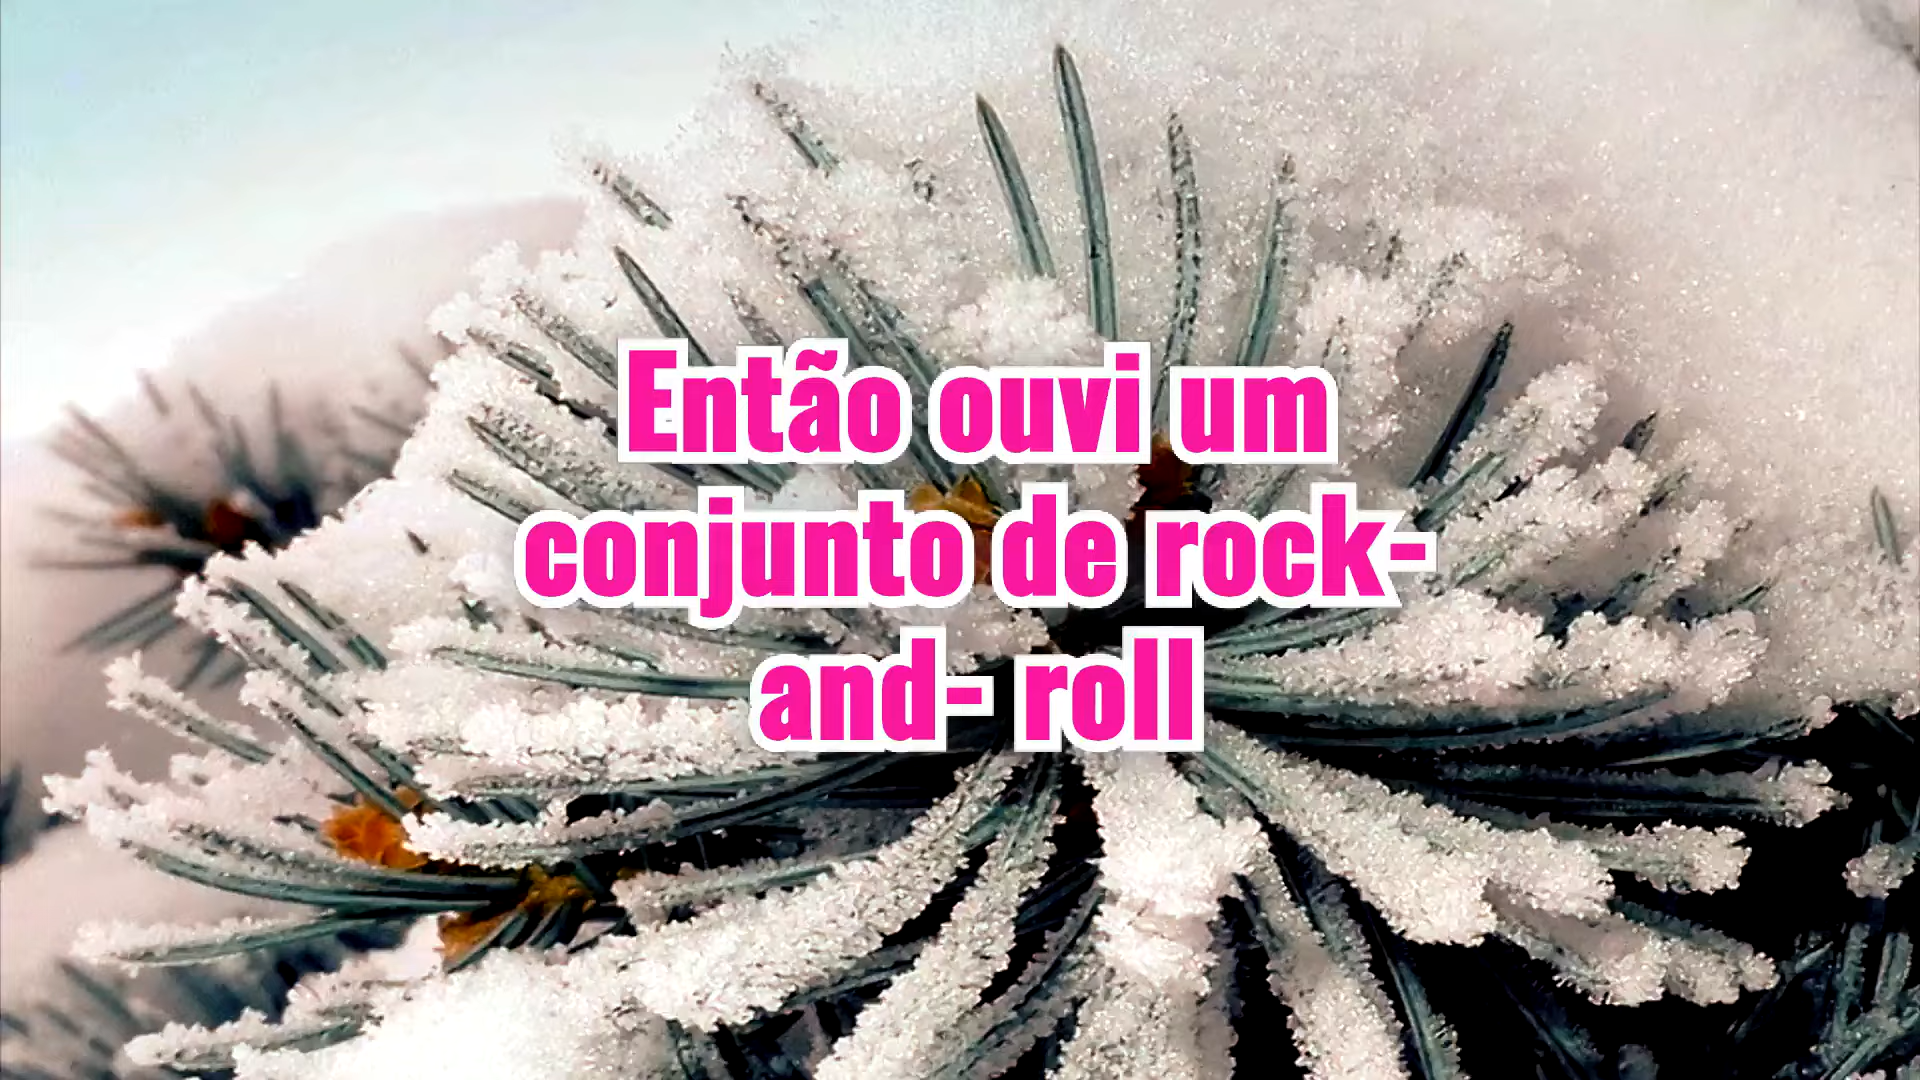 Então ouvi um
conjunto de rock-
and- roll